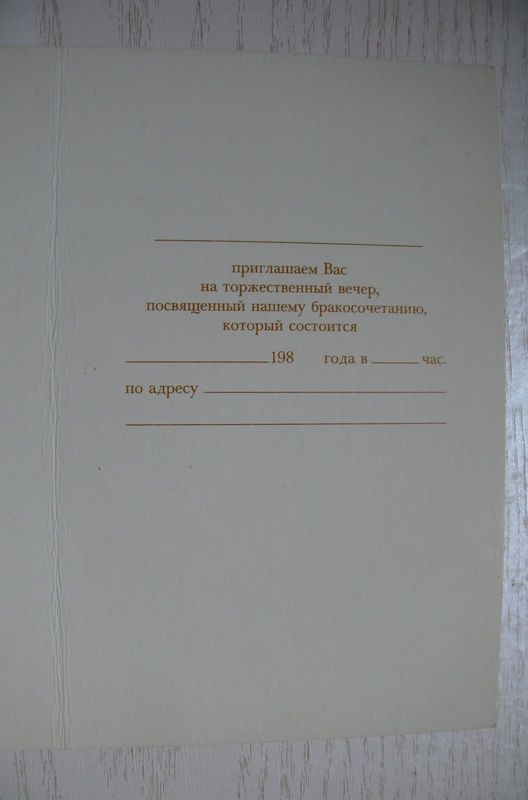 приглашаем Вас
на торжественный вечер,
посвященный нашему бракосочетанию,
который состоится
198 года в час.
по адресу